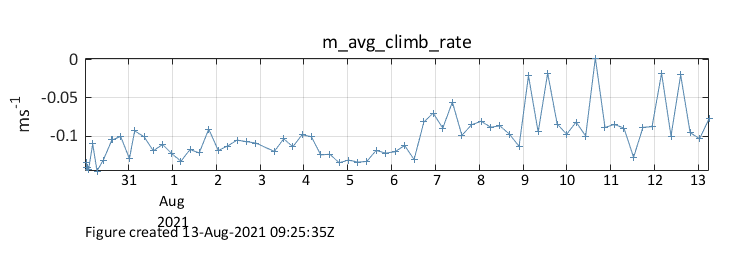 m_avg_climb_rate
0
-0.05
-0.1
ms-1
31 1 2 3 4 5 6 7 8 9 10 11 12 13
Aug
2021
Figure created 13-Aug-2021 09:25:35Z